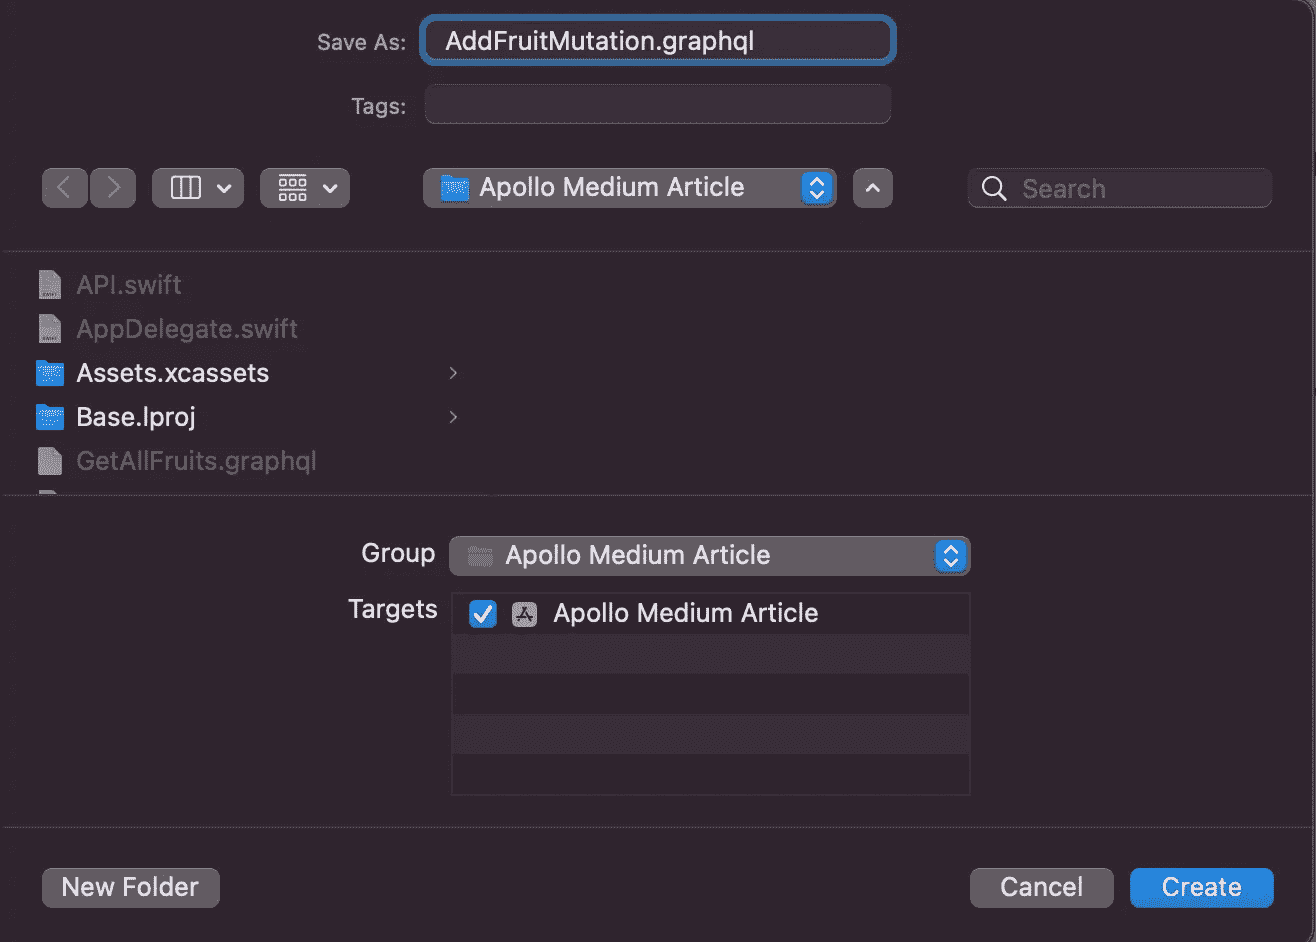 Save As: AddFruitMutation.graphql
Tags:
Apollo Medium Article
Search
API.swift
AppDelegate.swift
Assets.xcassets
Base.lproj
GetAllFruits.graphql
Group Apollo Medium Article
Targets Apollo Medium Article
New Folder Cancel Create